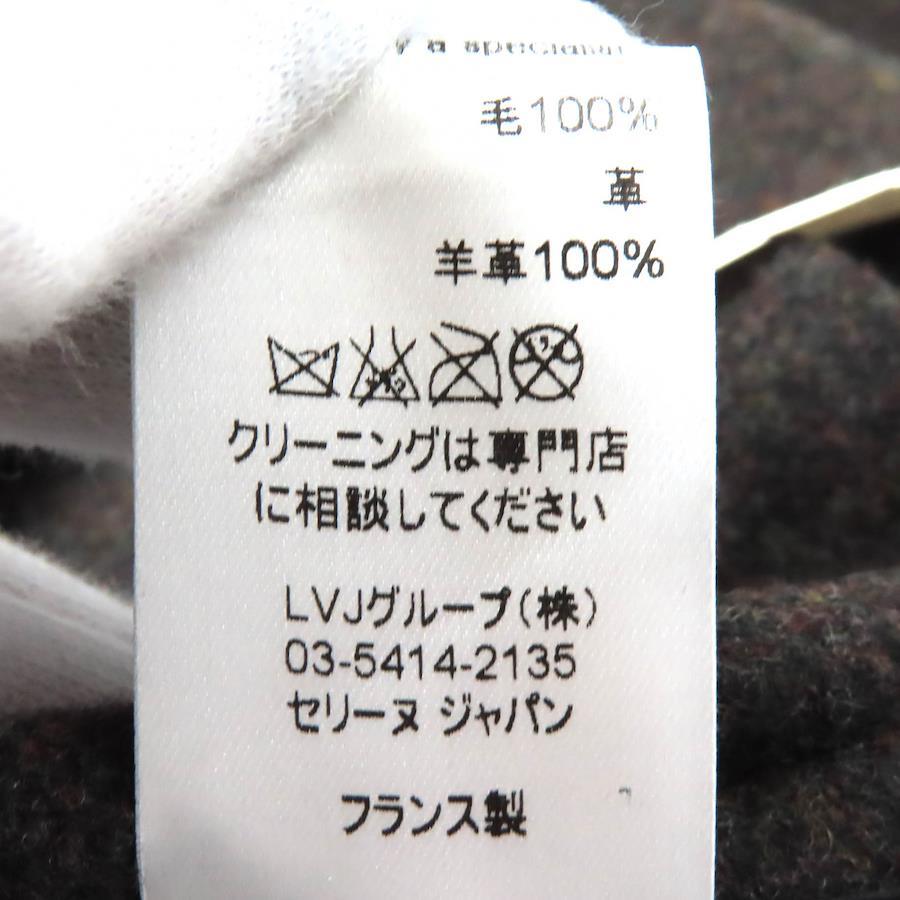 毛100%
革
羊革100%
クリーニングは専門店
に相談してください
LVJグループ(株)
03-5414-2135
セリーヌ ジャパン
フランス製